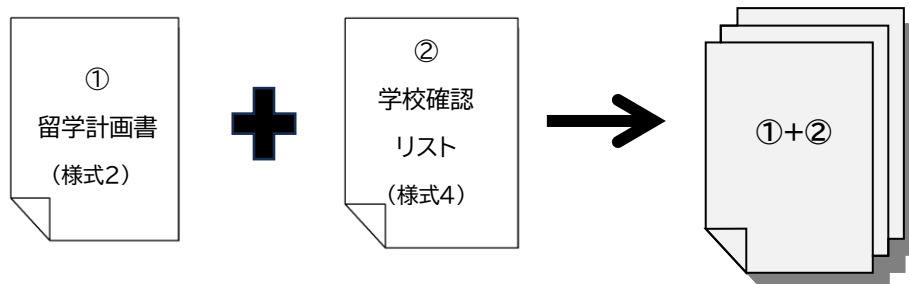 ①
留学計画書
（様式2）
②
学校確認
リスト
（様式4）
①+②